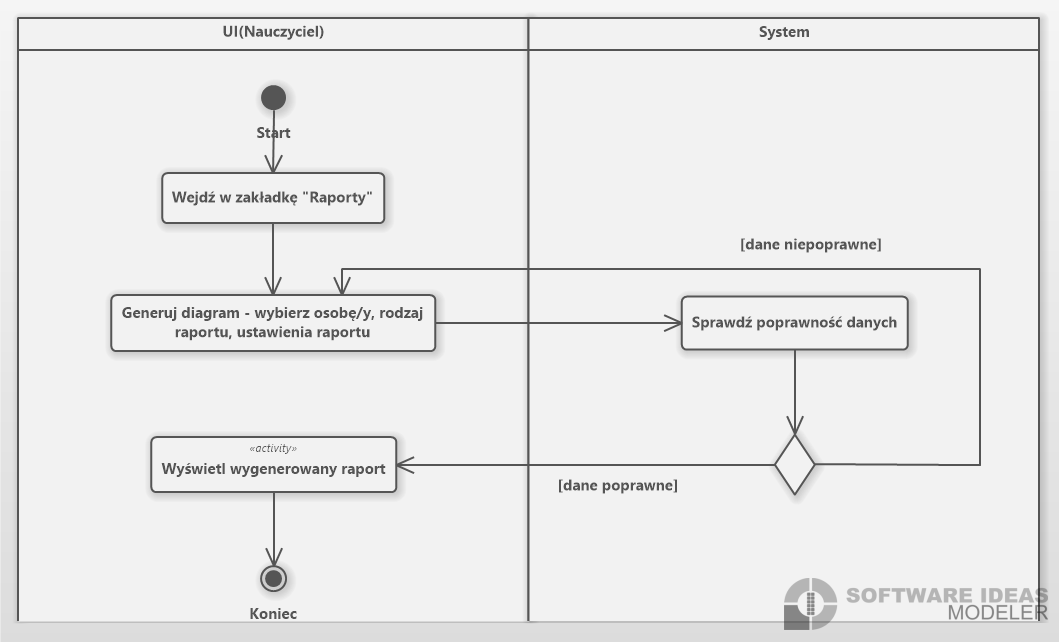 UI(Nauczyciel)
System
Start
Wejdź w zakładkę "Raporty"
[dane niepoprawne]
Generuj diagram - wybierz osobę/y, rodzaj
raportu, ustawienia raportu
Sprawdź poprawność danych
«activity»
Wyświetl wygenerowany raport
[dane poprawne]
Koniec
SOFTWARE IDEAS
MODELER